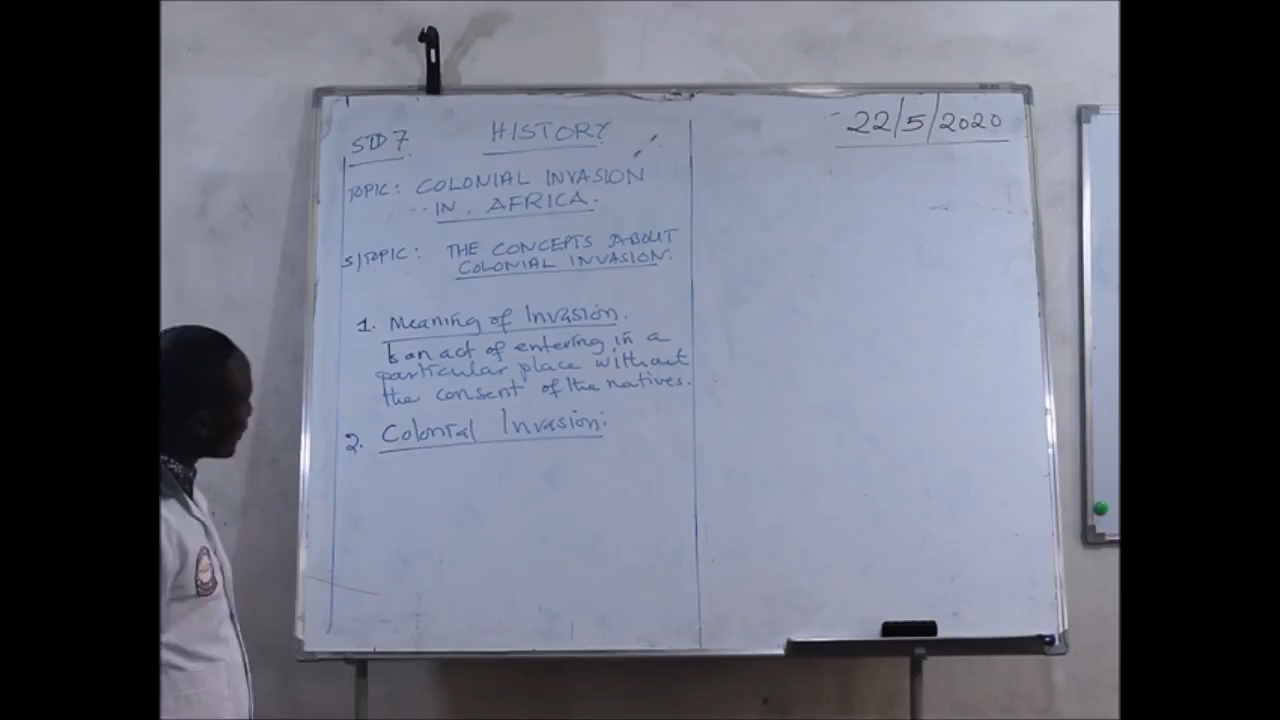 STD 7
HISTORY
22/5/2020
TOPIC: COLONIAL INVASION
IN. AFRICA.
S/TOPIC: THE CONCEPTS ABOUT
COLONIAL INVASION.
1. Meaning of Invasion.
Is an act of entering in a
particular place without
the consent of the natives.
2. Colonial Invasion: